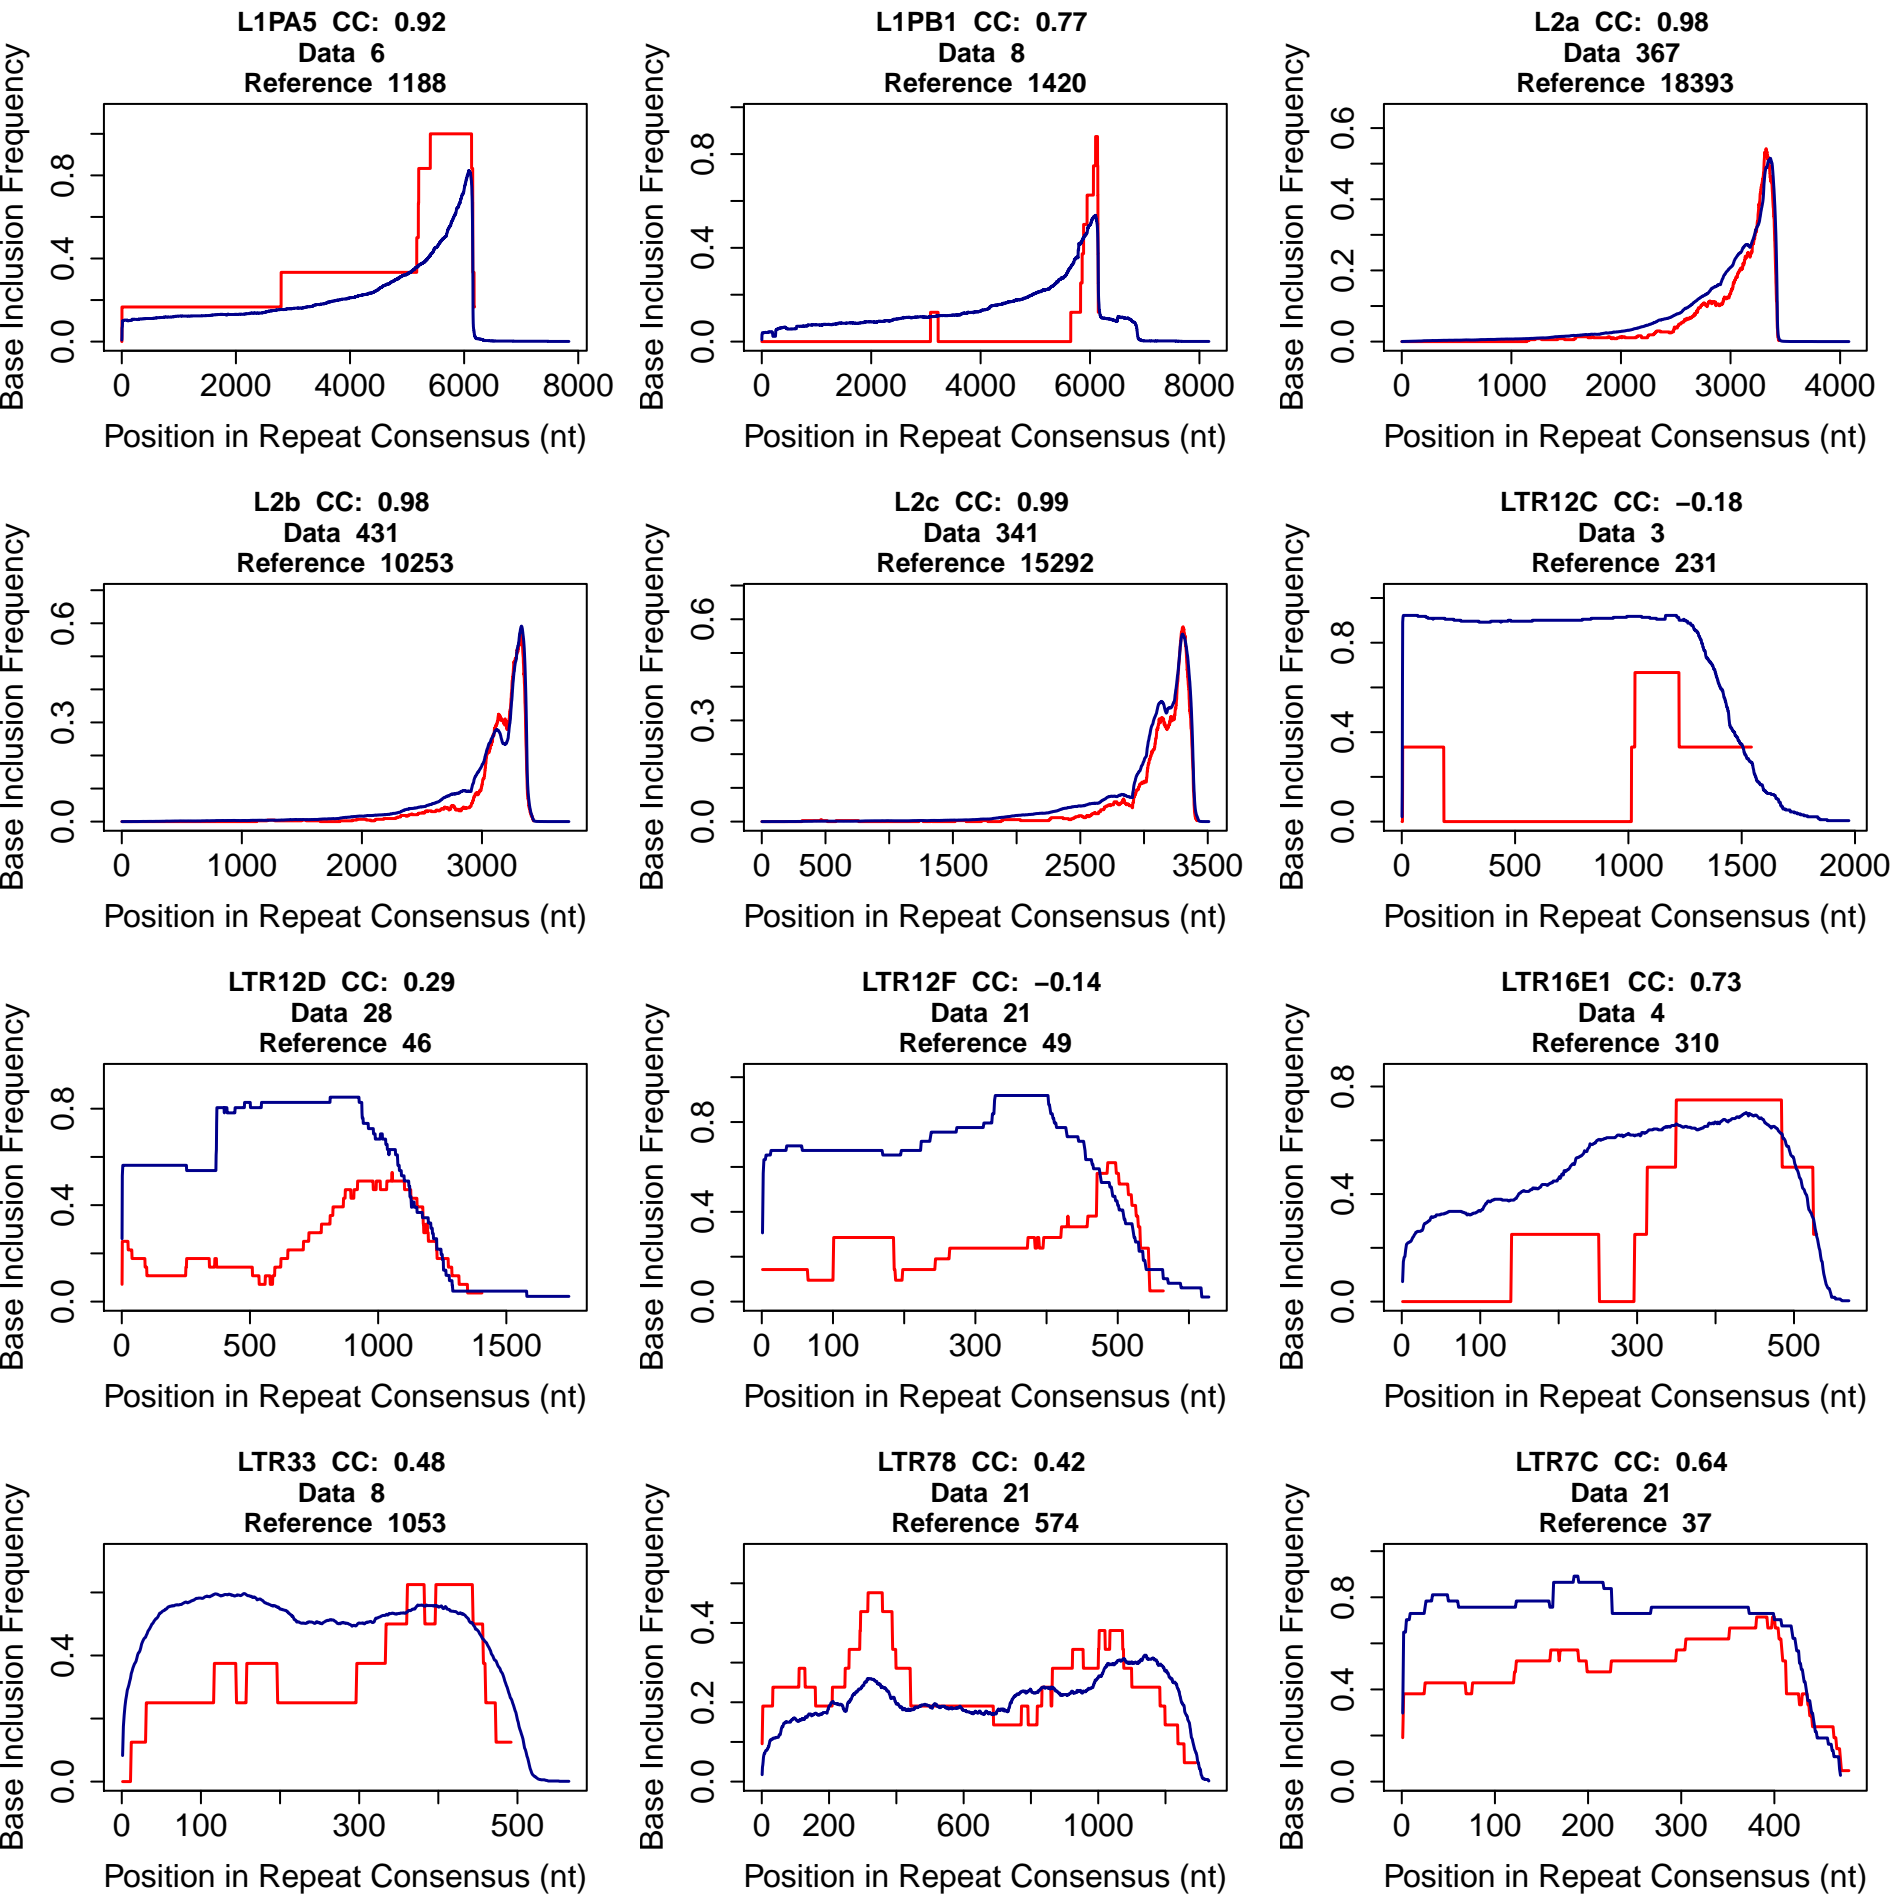 L1PA5 CC: 0.92
Data 6
Reference 1188
Base Inclusion Frequency
0.0 0.4 0.8
0 2000 4000 6000 8000
Position in Repeat Consensus (nt)
L1PB1 CC: 0.77
Data 8
Reference 1420
Base Inclusion Frequency
0.0 0.4 0.8
0 2000 4000 6000 8000
Position in Repeat Consensus (nt)
L2a CC: 0.98
Data 367
Reference 18393
Base Inclusion Frequency
0.0 0.2 0.4 0.6
0 1000 2000 3000 4000
Position in Repeat Consensus (nt)
L2b CC: 0.98
Data 431
Reference 10253
Base Inclusion Frequency
0.0 0.3 0.6
0 1000 2000 3000
Position in Repeat Consensus (nt)
L2c CC: 0.99
Data 341
Reference 15292
Base Inclusion Frequency
0.0 0.3 0.6
0 500 1500 2500 3500
Position in Repeat Consensus (nt)
LTR12C CC: −0.18
Data 3
Reference 231
Base Inclusion Frequency
0.0 0.4 0.8
0 500 1000 1500 2000
Position in Repeat Consensus (nt)
LTR12D CC: 0.29
Data 28
Reference 46
Base Inclusion Frequency
0.0 0.4 0.8
0 500 1000 1500
Position in Repeat Consensus (nt)
LTR12F CC: −0.14
Data 21
Reference 49
Base Inclusion Frequency
0.0 0.4 0.8
0 100 300 500
Position in Repeat Consensus (nt)
LTR16E1 CC: 0.73
Data 4
Reference 310
Base Inclusion Frequency
0.0 0.4 0.8
0 100 300 500
Position in Repeat Consensus (nt)
LTR33 CC: 0.48
Data 8
Reference 1053
Base Inclusion Frequency
0.0 0.4
0 100 300 500
Position in Repeat Consensus (nt)
LTR78 CC: 0.42
Data 21
Reference 574
Base Inclusion Frequency
0.0 0.2 0.4
0 200 600 1000
Position in Repeat Consensus (nt)
LTR7C CC: 0.64
Data 21
Reference 37
Base Inclusion Frequency
0.0 0.4 0.8
0 100 200 300 400
Position in Repeat Consensus (nt)